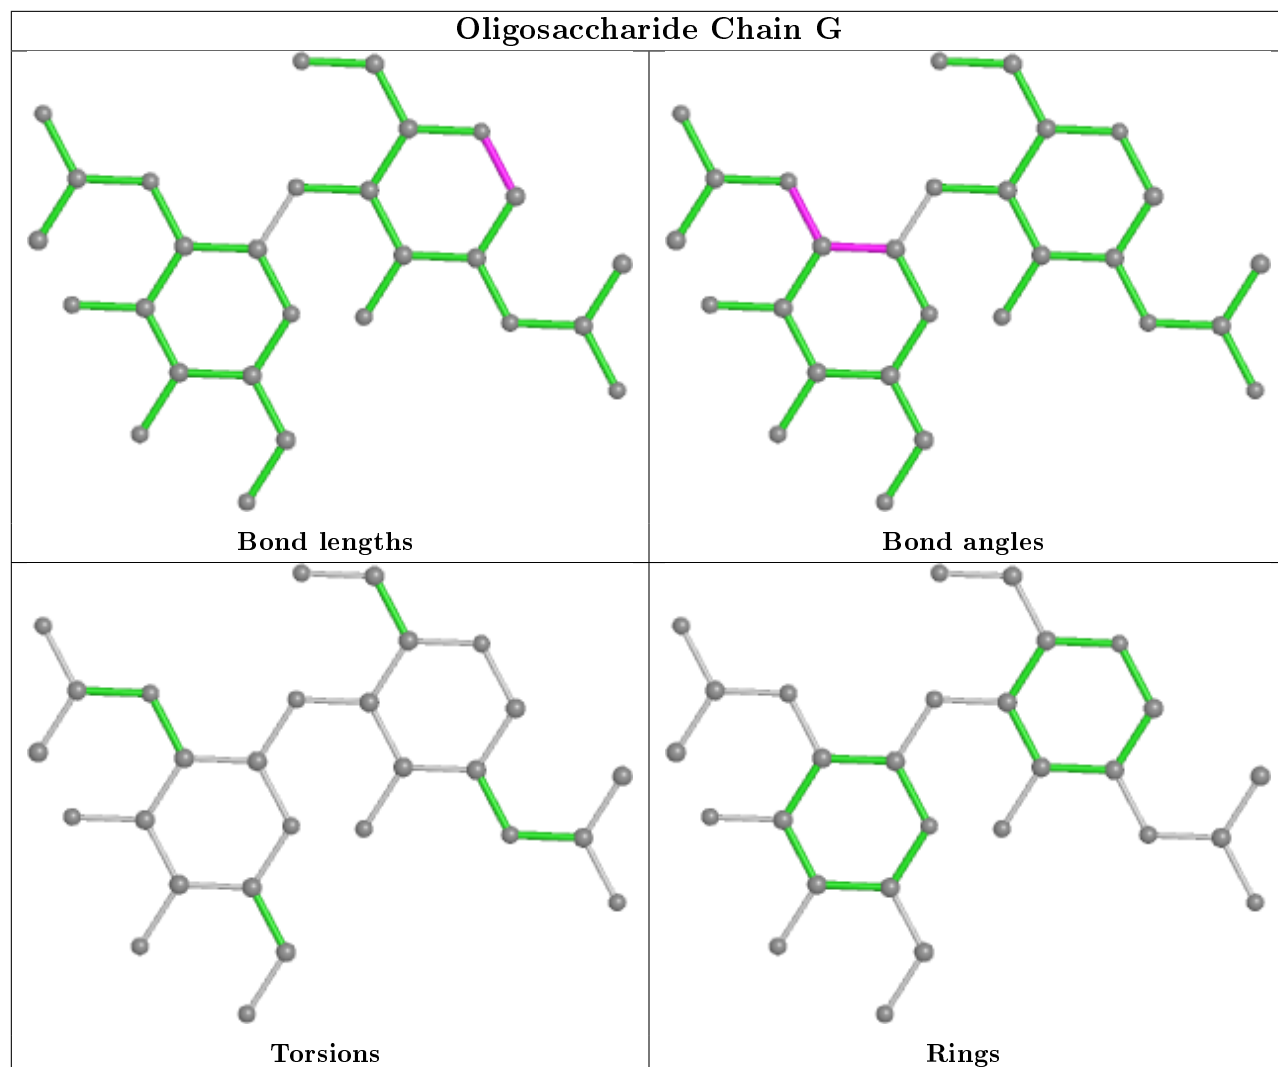 Oligosaccharide Chain G
Bond lengths
Bond angles
Torsions
Rings